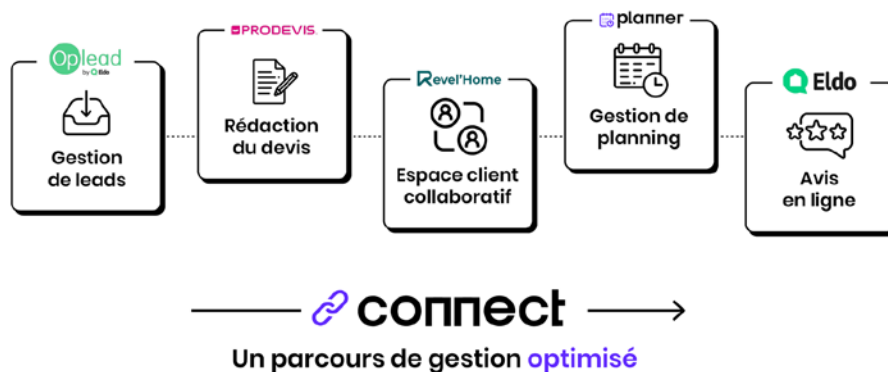 Oplead
by Eldo
Gestion
de leads
PRODEVIS
Rédaction
du devis
Revel'Home
Espace client
collaboratif
planner
Gestion de
planning
Eldo
Avis
en ligne
connect
Un parcours de gestion optimisé